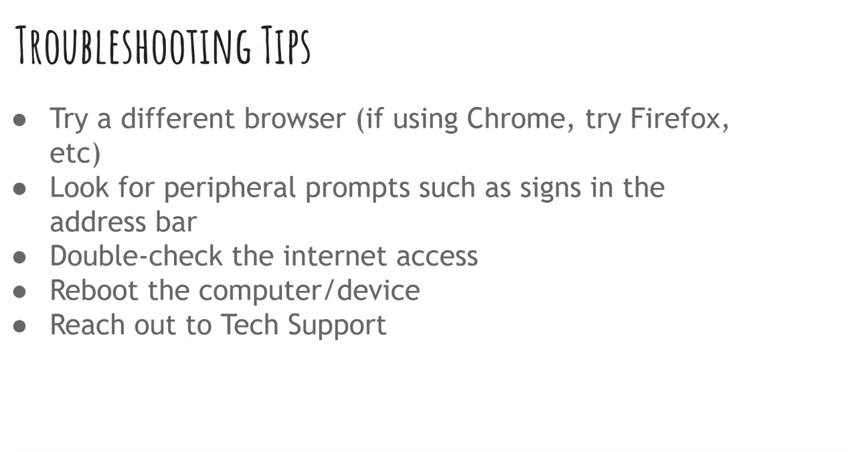 Troubleshooting Tips
● Try a different browser (if using Chrome, try Firefox,
etc)
● Look for peripheral prompts such as signs in the
address bar
● Double-check the internet access
● Reboot the computer/device
● Reach out to Tech Support